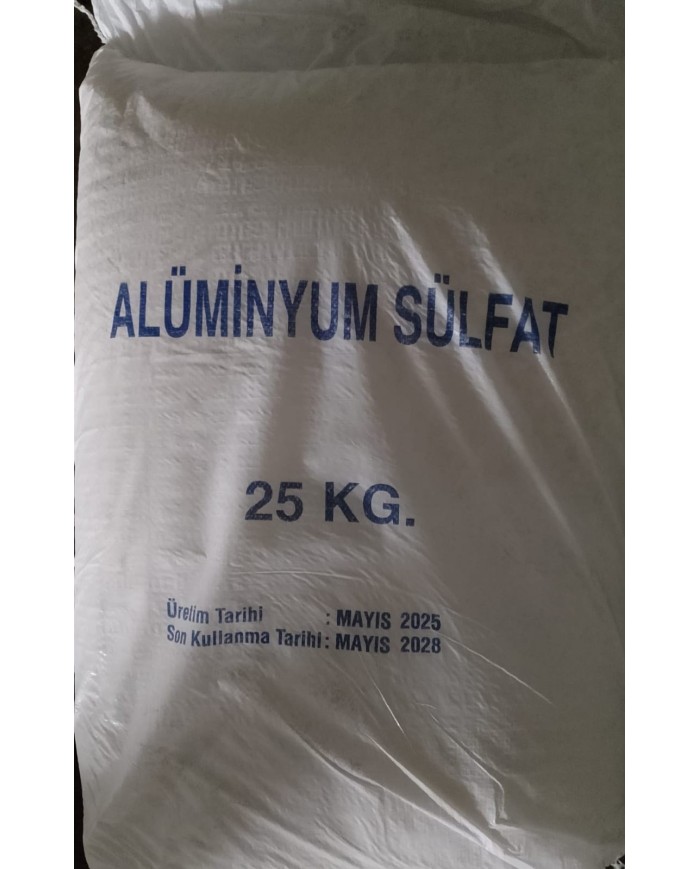 ALÜMİNYUM SÜLFAT
25 KG.
Üretim Tarihi : MAYIS 2025
Son Kullanma Tarihi : MAYIS 2028